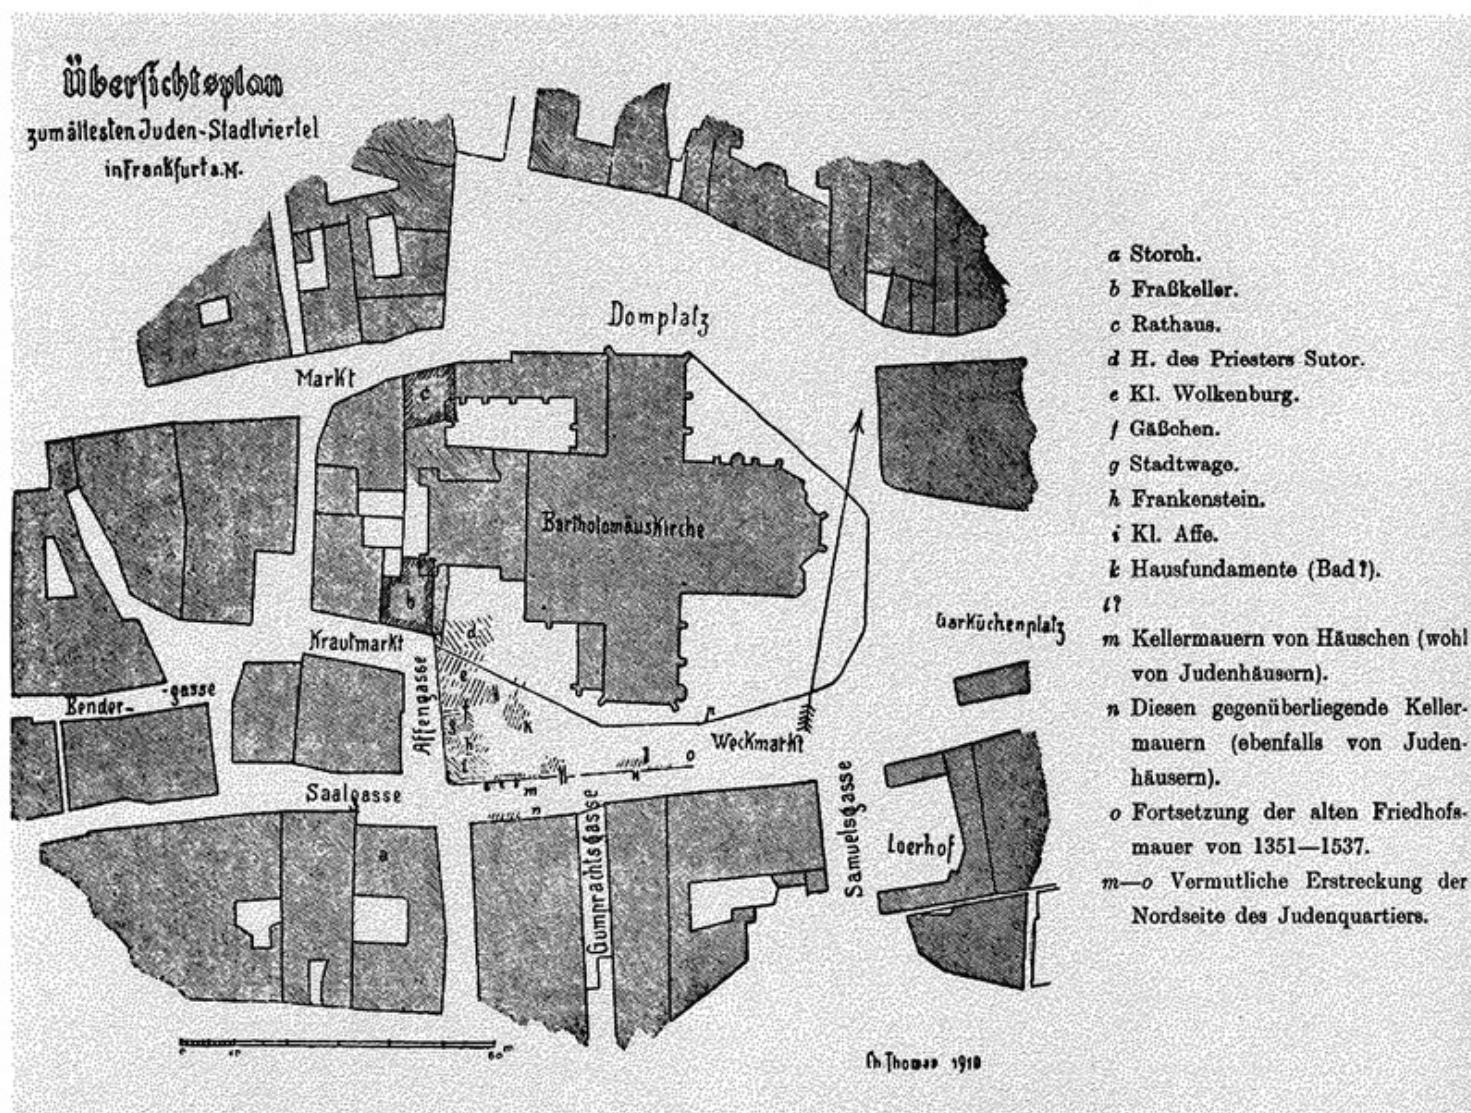 Übersichtsplan
zum ältesten Juden-Stadtviertel
in Frankfurt a. M.
Domplatz
Markt
c
Bartholomäuskirche
b
Krautmarkt
d
Garküchenplatz
Bender-
-gasse
Affengasse
e
g
f
k
h
i
l
o
m
n
Weckmarkt
Saalgasse
a
Gumprachtsgasse
Samuelsgasse
Loerhof
0
10
60 m
Ch. Thomas 1910
a Storch.
b Fraßkeller.
c Rathaus.
d H. des Priesters Sutor.
e Kl. Wolkenburg.
f Gäßchen.
g Stadtwage.
h Frankenstein.
i Kl. Affe.
k Hausfundamente (Bad?).
l?
m Kellermauern von Häuschen (wohl
von Judenhäusern).
n Diesen gegenüberliegende Keller-
mauern (ebenfalls von Juden-
häusern).
o Fortsetzung der alten Friedhofs-
mauer von 1351—1537.
m—o Vermutliche Erstreckung der
Nordseite des Judenquartiers.